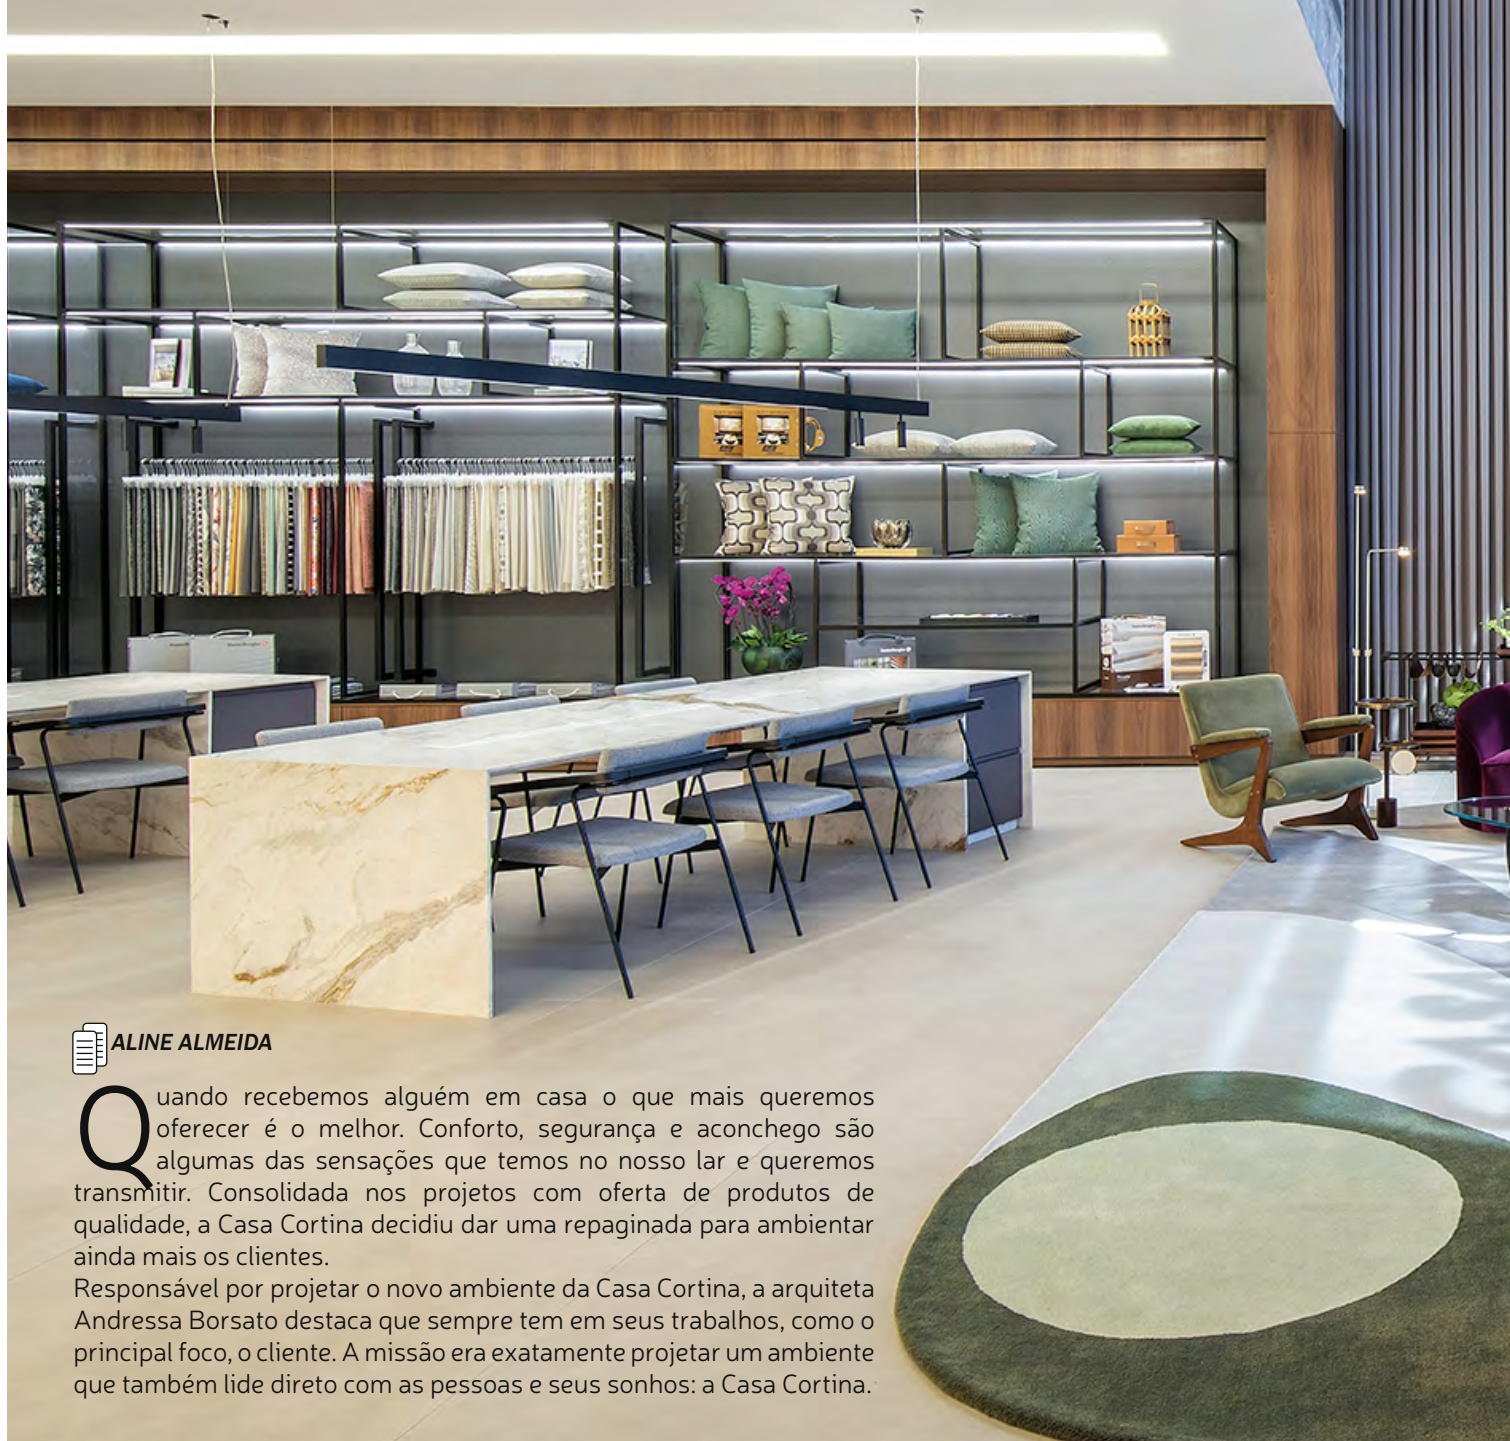 ALINE ALMEIDA
Quando recebemos alguém em casa o que mais queremos
oferecer é o melhor. Conforto, segurança e aconchego são
algumas das sensações que temos no nosso lar e queremos
transmitir. Consolidada nos projetos com oferta de produtos de
qualidade, a Casa Cortina decidiu dar uma repaginada para ambientar
ainda mais os clientes.
Responsável por projetar o novo ambiente da Casa Cortina, a arquiteta
Andressa Borsato destaca que sempre tem em seus trabalhos, como o
principal foco, o cliente. A missão era exatamente projetar um ambiente
que também lide direto com as pessoas e seus sonhos: a Casa Cortina.